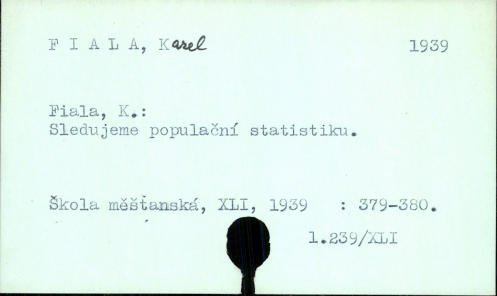 F I A L A, Karel 1939
Fiala, K.:
Sledujeme populační statistiku.
Škola měšťanská, XLI, 1939 : 379-380.
1.239/XLI